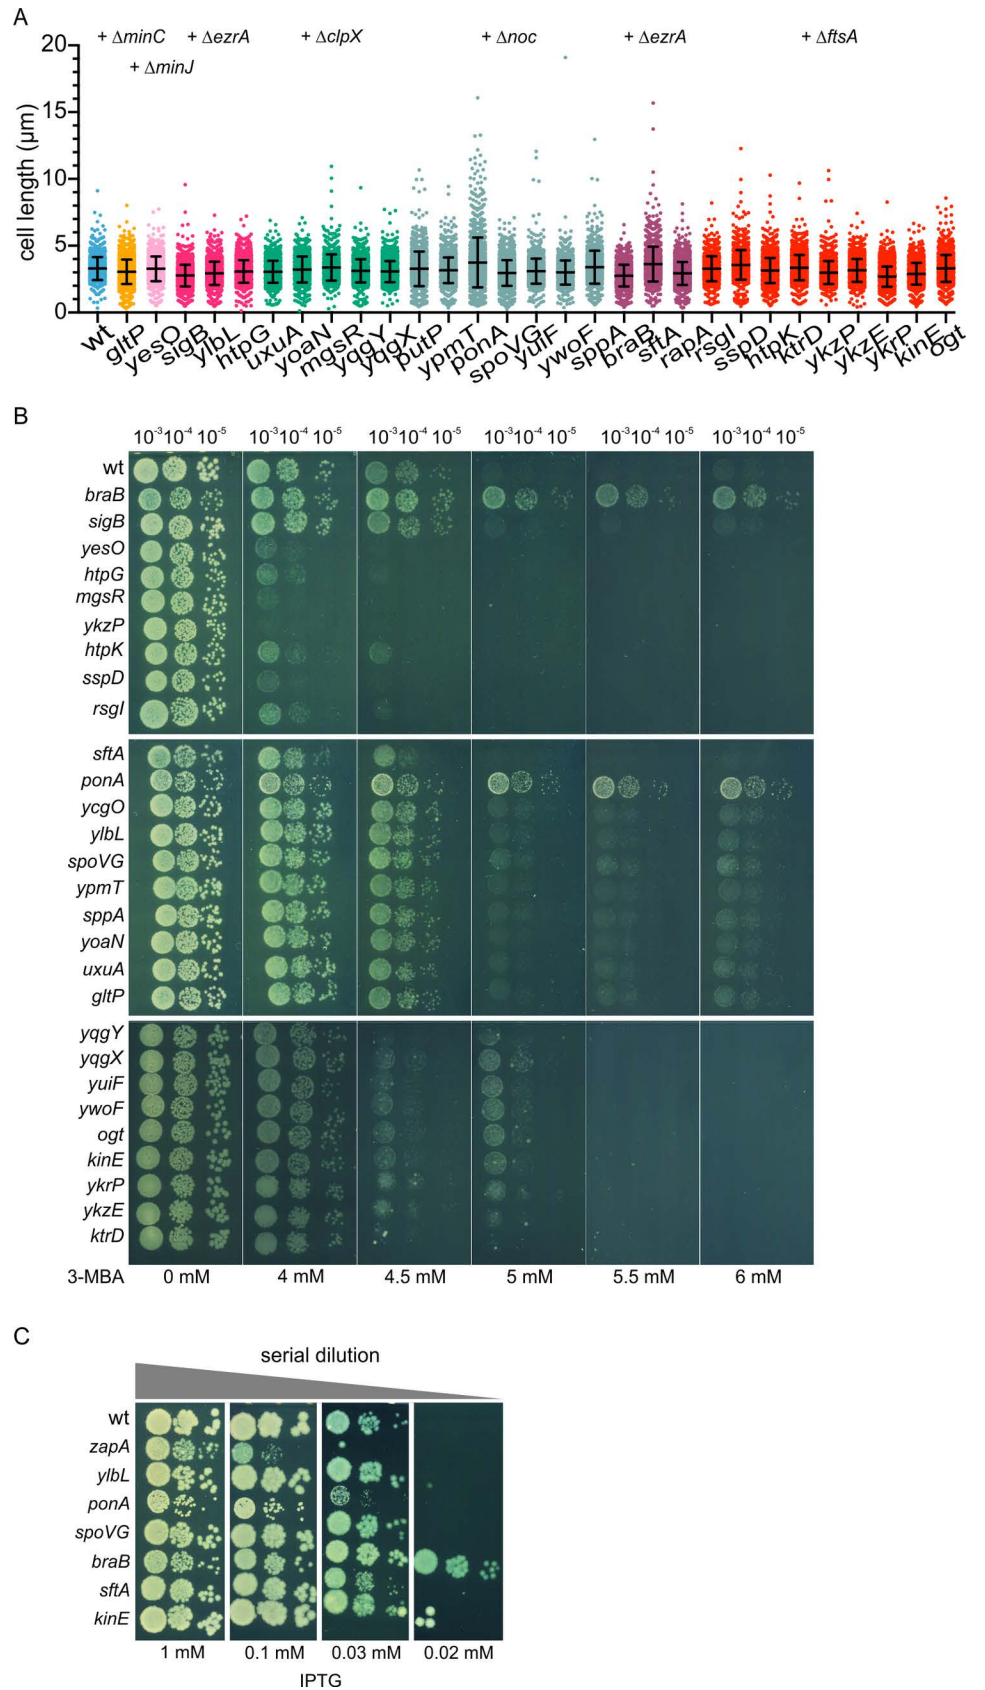 A
+ ΔminC + ΔezrA + ΔclpX + Δnoc + ΔezrA + ΔftsA
+ ΔminJ
cell length (µm)
20
15
10
5
0
wt gltP yesO sigB ylbL htpG uxuA yoaN mgsR yqgY yqgX putP ypmT ponA spoVG yuiF ywoF sppA braB sftA rapA rsgI sspD htpK ktrD ykzP ykzE ykrP kinE ogt
B
10-3 10-4 10-5 10-3 10-4 10-5 10-3 10-4 10-5 10-3 10-4 10-5 10-3 10-4 10-5 10-3 10-4 10-5
wt
braB
sigB
yesO
htpG
mgsR
ykzP
htpK
sspD
rsgI
sftA
ponA
ycgO
ylbL
spoVG
ypmT
sppA
yoaN
uxuA
gltP
yqgY
yqgX
yuiF
ywoF
ogt
kinE
ykrP
ykzE
ktrD
3-MBA 0 mM 4 mM 4.5 mM 5 mM 5.5 mM 6 mM
C
serial dilution
wt
zapA
ylbL
ponA
spoVG
braB
sftA
kinE
1 mM 0.1 mM 0.03 mM 0.02 mM
IPTG